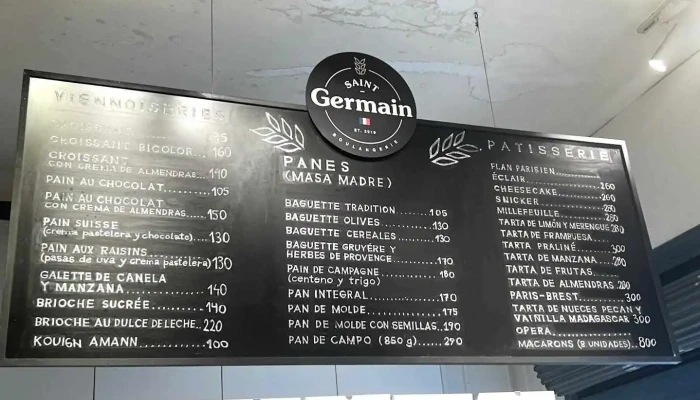 SAINT
Germain
EST. 2019
BOULANGERIE
VIENNOISERIES
CROISSANT
CROISSANT BICOLOR... 160
CROISSANT
CON CREMA DE ALMENDRAS... 140
PAIN AU CHOCOLAT............ 105
PAIN AU CHOCOLAT
CON CREMA DE ALMENDRAS.... 150
PAIN SUISSE
(crema pastelera y chocolate)....130
PAIN AUX RAISINS
(pasas de uva y crema pastelera) 130
GALETTE DE CANELA
Y MANZANA............... 140
BRIOCHE SUCRÉE.......... 140
BRIOCHE AU DULCE DE LECHE.. 220
KOUIGN AMANN............. 100
PANES
(MASA MADRE)
BAGUETTE TRADITION........ 105
BAGUETTE OLIVES............130
BAGUETTE CEREALES........130
BAGUETTE GRUYÉRE Y
HERBES DE PROVENCE..........170
PAIN DE CAMPAGNE............ 180
(centeno y trigo)
PAN INTEGRAL.............. 170
PAN DE MOLDE............... 175
PAN DE MOLDE CON SEMILLAS..190
PAN DE CAMPO (860 g)...... 290
PATISSERIE
FLAN PARISIEN
ÉCLAIR................ 260
CHEESECAKE........... 260
SNICKER.............. 280
MILLEFEUILLE......... 280
TARTA DE LIMÓN Y MERENGUE 280
TARTA DE FRAMBUESA
TARTA PRALINÉ....... 300
TARTA DE MANZANA.... 280
TARTA DE FRUTAS
TARTA DE ALMENDRAS. 280
PARIS-BREST.......... 300
TARTA DE NUECES PECAN Y
VAINILLA MADAGASCAR 300
OPERA
MACARONS (8 UNIDADES).. 800